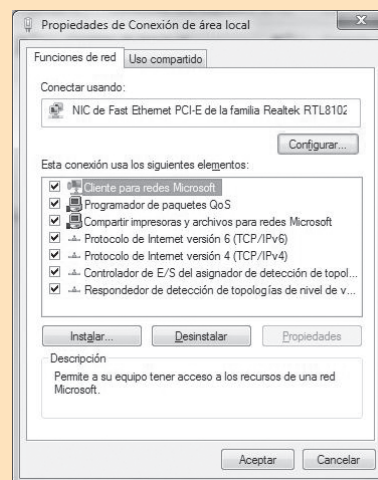 Propiedades de Conexión de área local
x
Funciones de red
Uso compartido
Conectar usando:
NIC de Fast Ethernet PCI-E de la familia Realtek RTL8102
Configurar...
Esta conexión usa los siguientes elementos:
Cliente para redes Microsoft
Programador de paquetes QoS
Compartir impresoras y archivos para redes Microsoft
Protocolo de Internet versión 6 (TCP/IPv6)
Protocolo de Internet versión 4 (TCP/IPv4)
Controlador de E/S del asignador de detección de topol...
Respondedor de detección de topologías de nivel de v...
Instalar...
Desinstalar
Propiedades
Descripción
Permite a su equipo tener acceso a los recursos de una red
Microsoft.
Aceptar
Cancelar